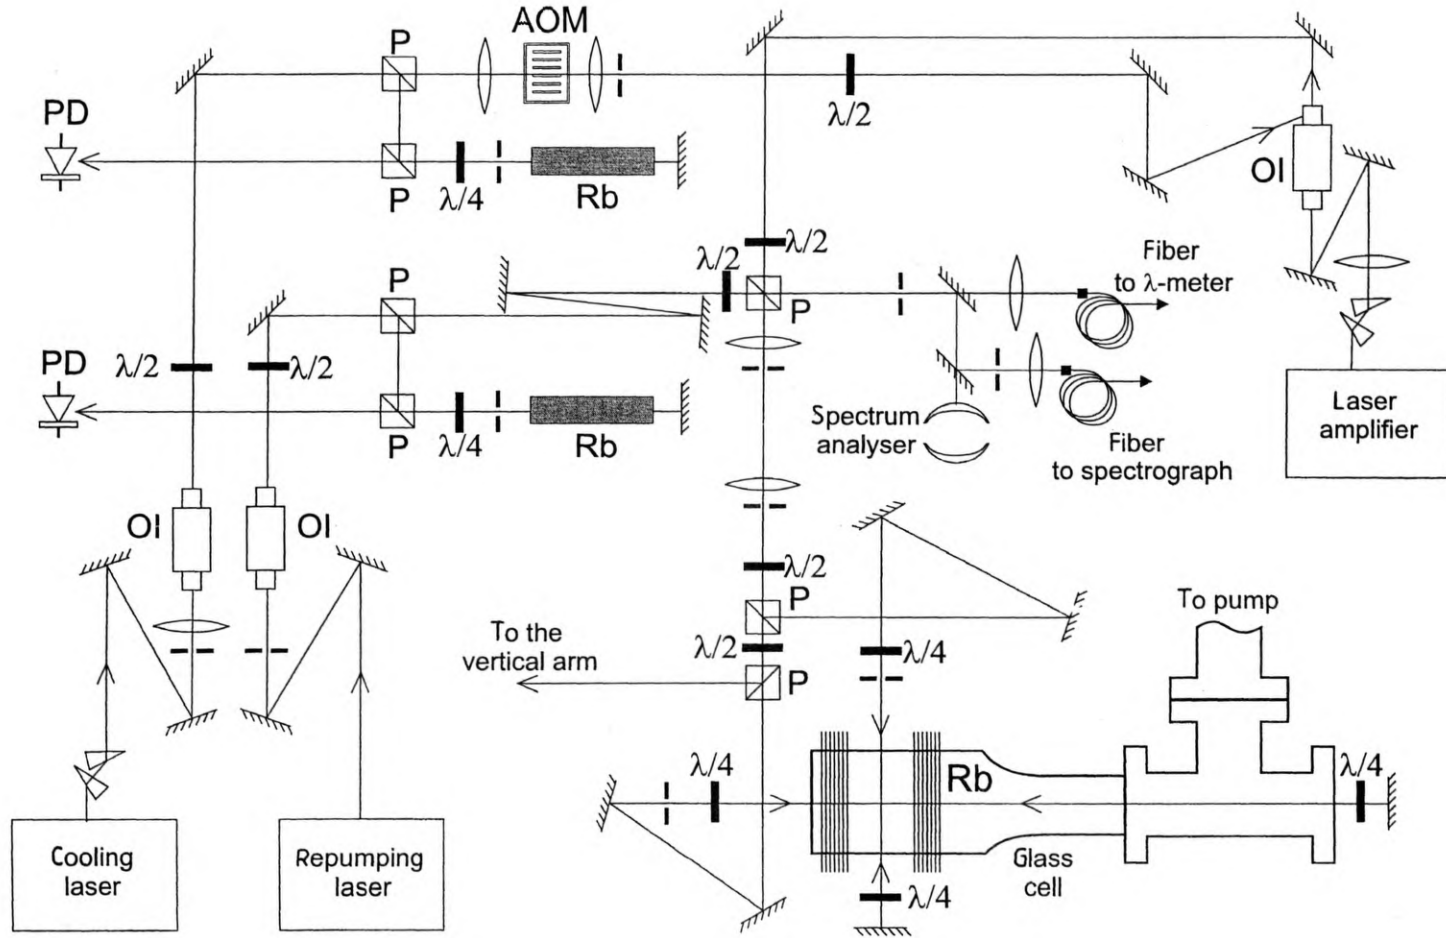 AOM
P
PD
λ/2
OI
P
λ/4
Rb
λ/2
λ/2
Fiber
to λ-meter
P
P
PD
λ/2
λ/2
Laser
amplifier
P
λ/4
Rb
Spectrum
analyser
Fiber
to spectrograph
OI
OI
λ/2
P
To pump
To the
vertical arm
λ/2
λ/4
P
λ/4
Rb
λ/4
Cooling
laser
Repumping
laser
Glass
cell
λ/4